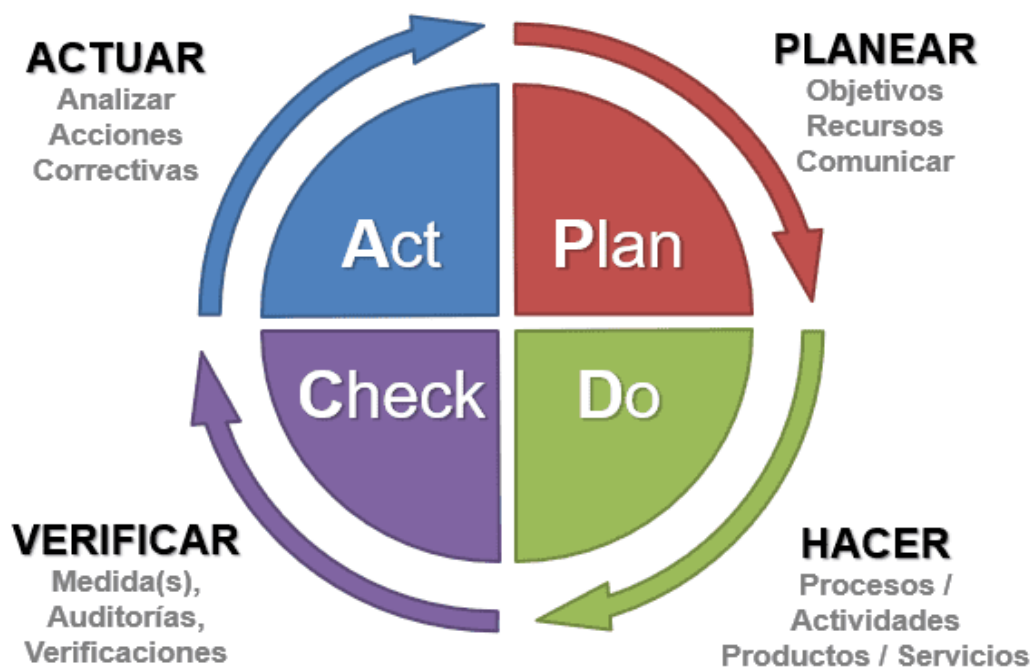 ACTUAR
Analizar
Acciones
Correctivas
PLANEAR
Objetivos
Recursos
Comunicar
Act
Plan
Check
Do
VERIFICAR
Medida(s),
Auditorías,
Verificaciones
HACER
Procesos /
Actividades
Productos / Servicios